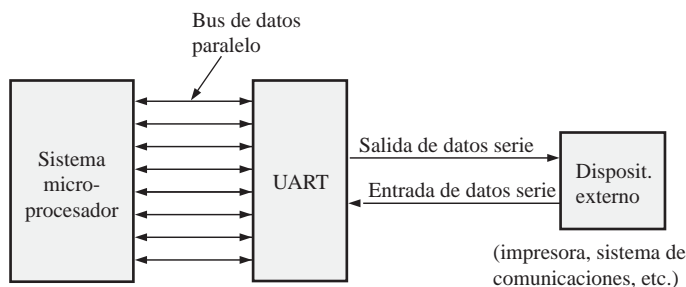 Bus de datos
paralelo
Sistema
micro-
procesador
UART
Salida de datos serie
Entrada de datos serie
Disposit.
externo
(impresora, sistema de
comunicaciones, etc.)